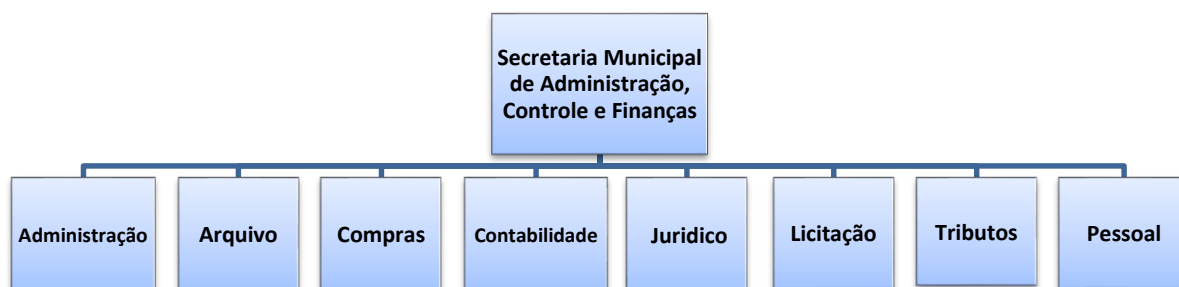 Secretaria Municipal
de Administração,
Controle e Finanças
Administração
Arquivo
Compras
Contabilidade
Juridico
Licitação
Tributos
Pessoal